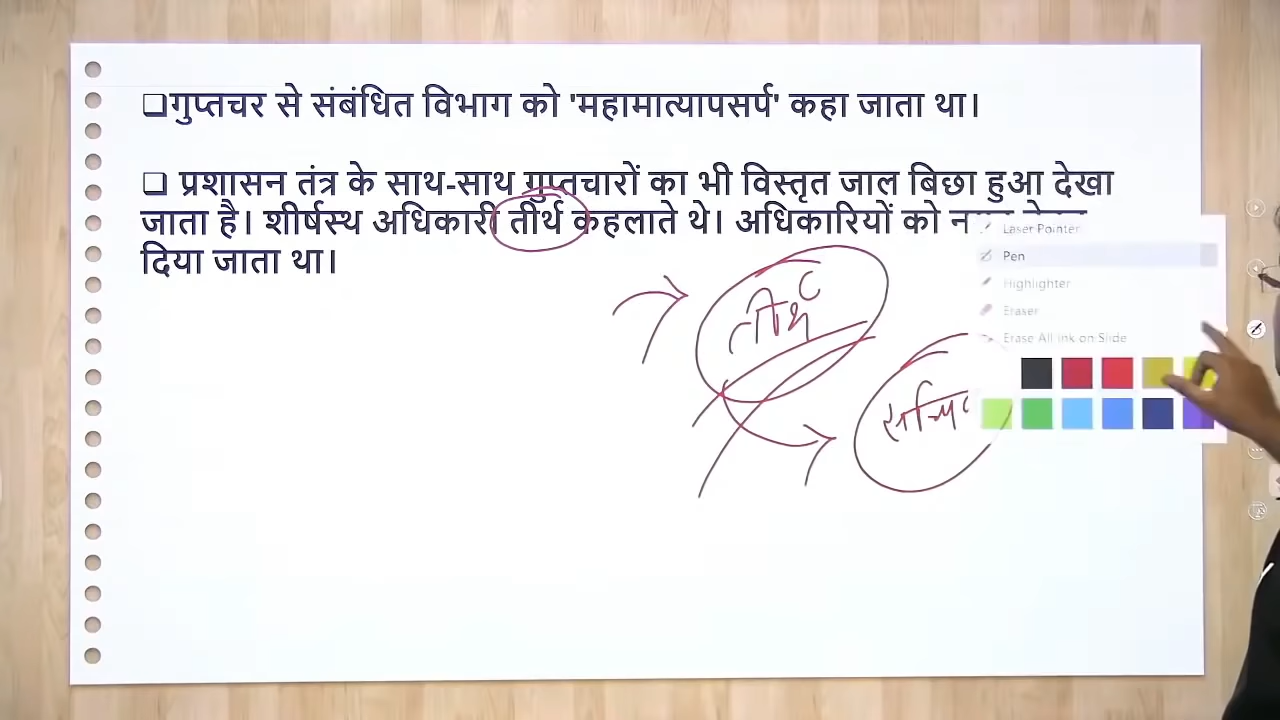 ❑गुप्तचर से संबंधित विभाग को 'महामात्यापसर्प' कहा जाता था।
❑ प्रशासन तंत्र के साथ-साथ गुप्तचारों का भी विस्तृत जाल बिछा हुआ देखा
जाता है। शीर्षस्थ अधिकारी तीर्थ कहलाते थे। अधिकारियों को
दिया जाता था।
Laser Pointer
Pen
Highlighter
Eraser
Erase All Ink on Slide
तीर्थ